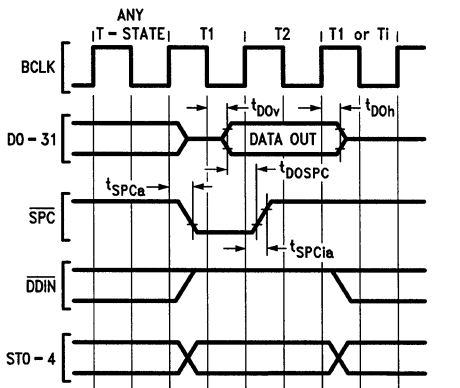 ANY
T-STATE T1 T2 T1 or Ti
BCLK
tDOv tDOh
D0-31 DATA OUT
tDOSPC
tSPCa
SPC
tSPCia
DDIN
ST0-4